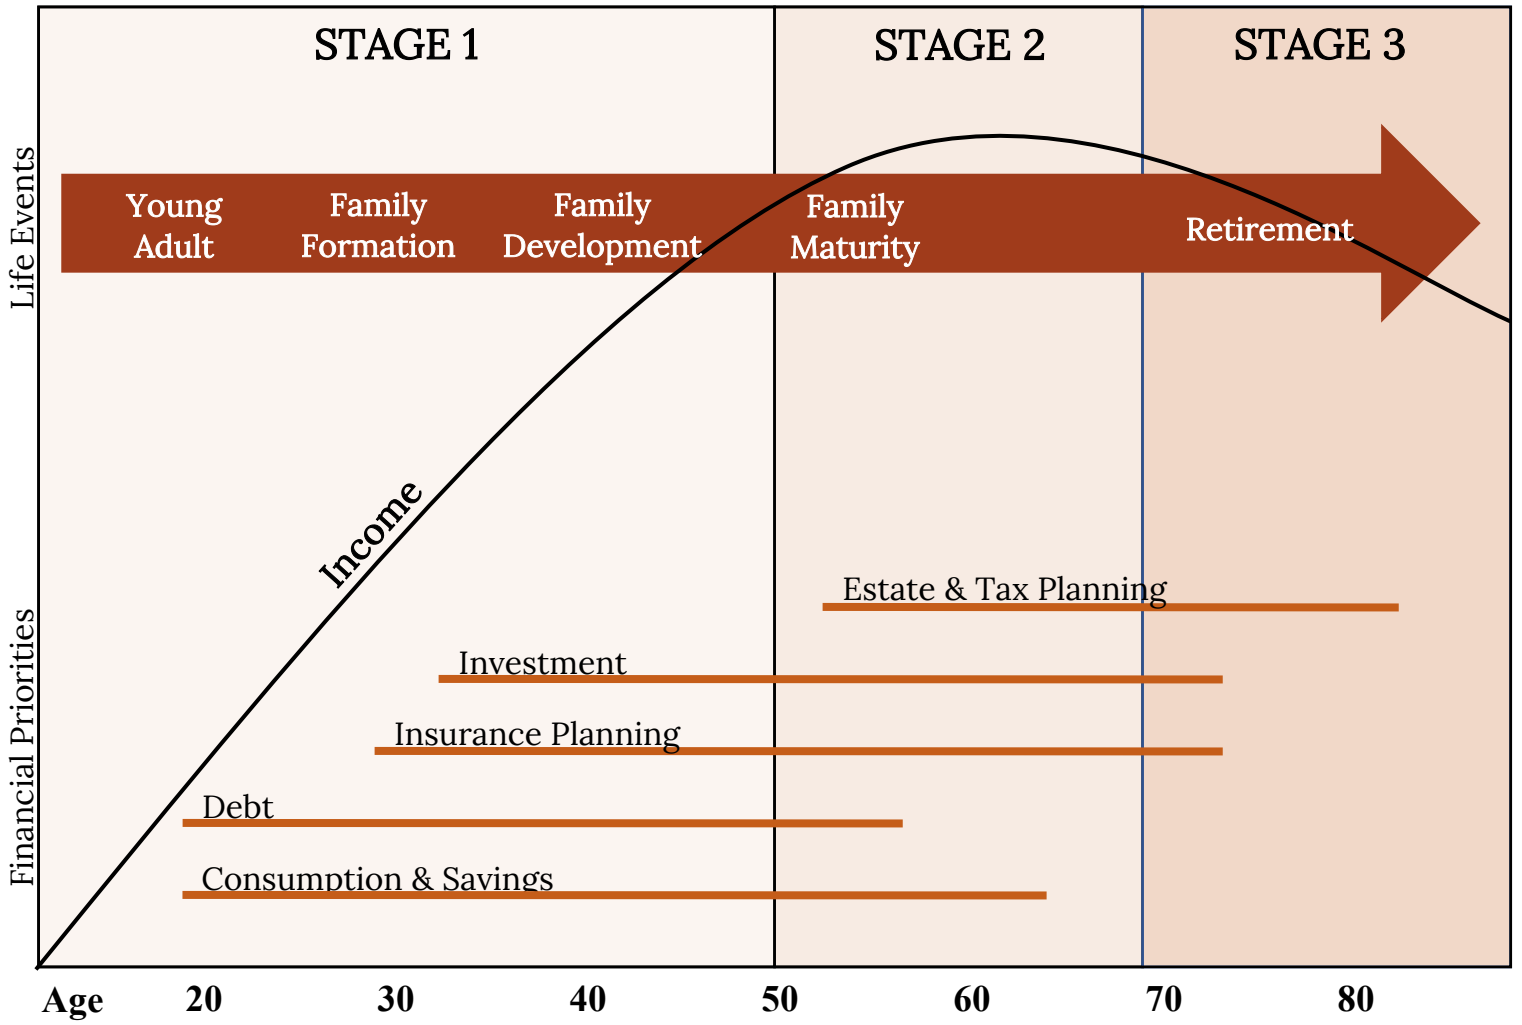 STAGE 1
STAGE 2
STAGE 3
Life Events
Young
Adult
Family
Formation
Family
Development
Family
Maturity
Retirement
Income
Financial Priorities
Estate & Tax Planning
Investment
Insurance Planning
Debt
Consumption & Savings
Age 20 30 40 50 60 70 80